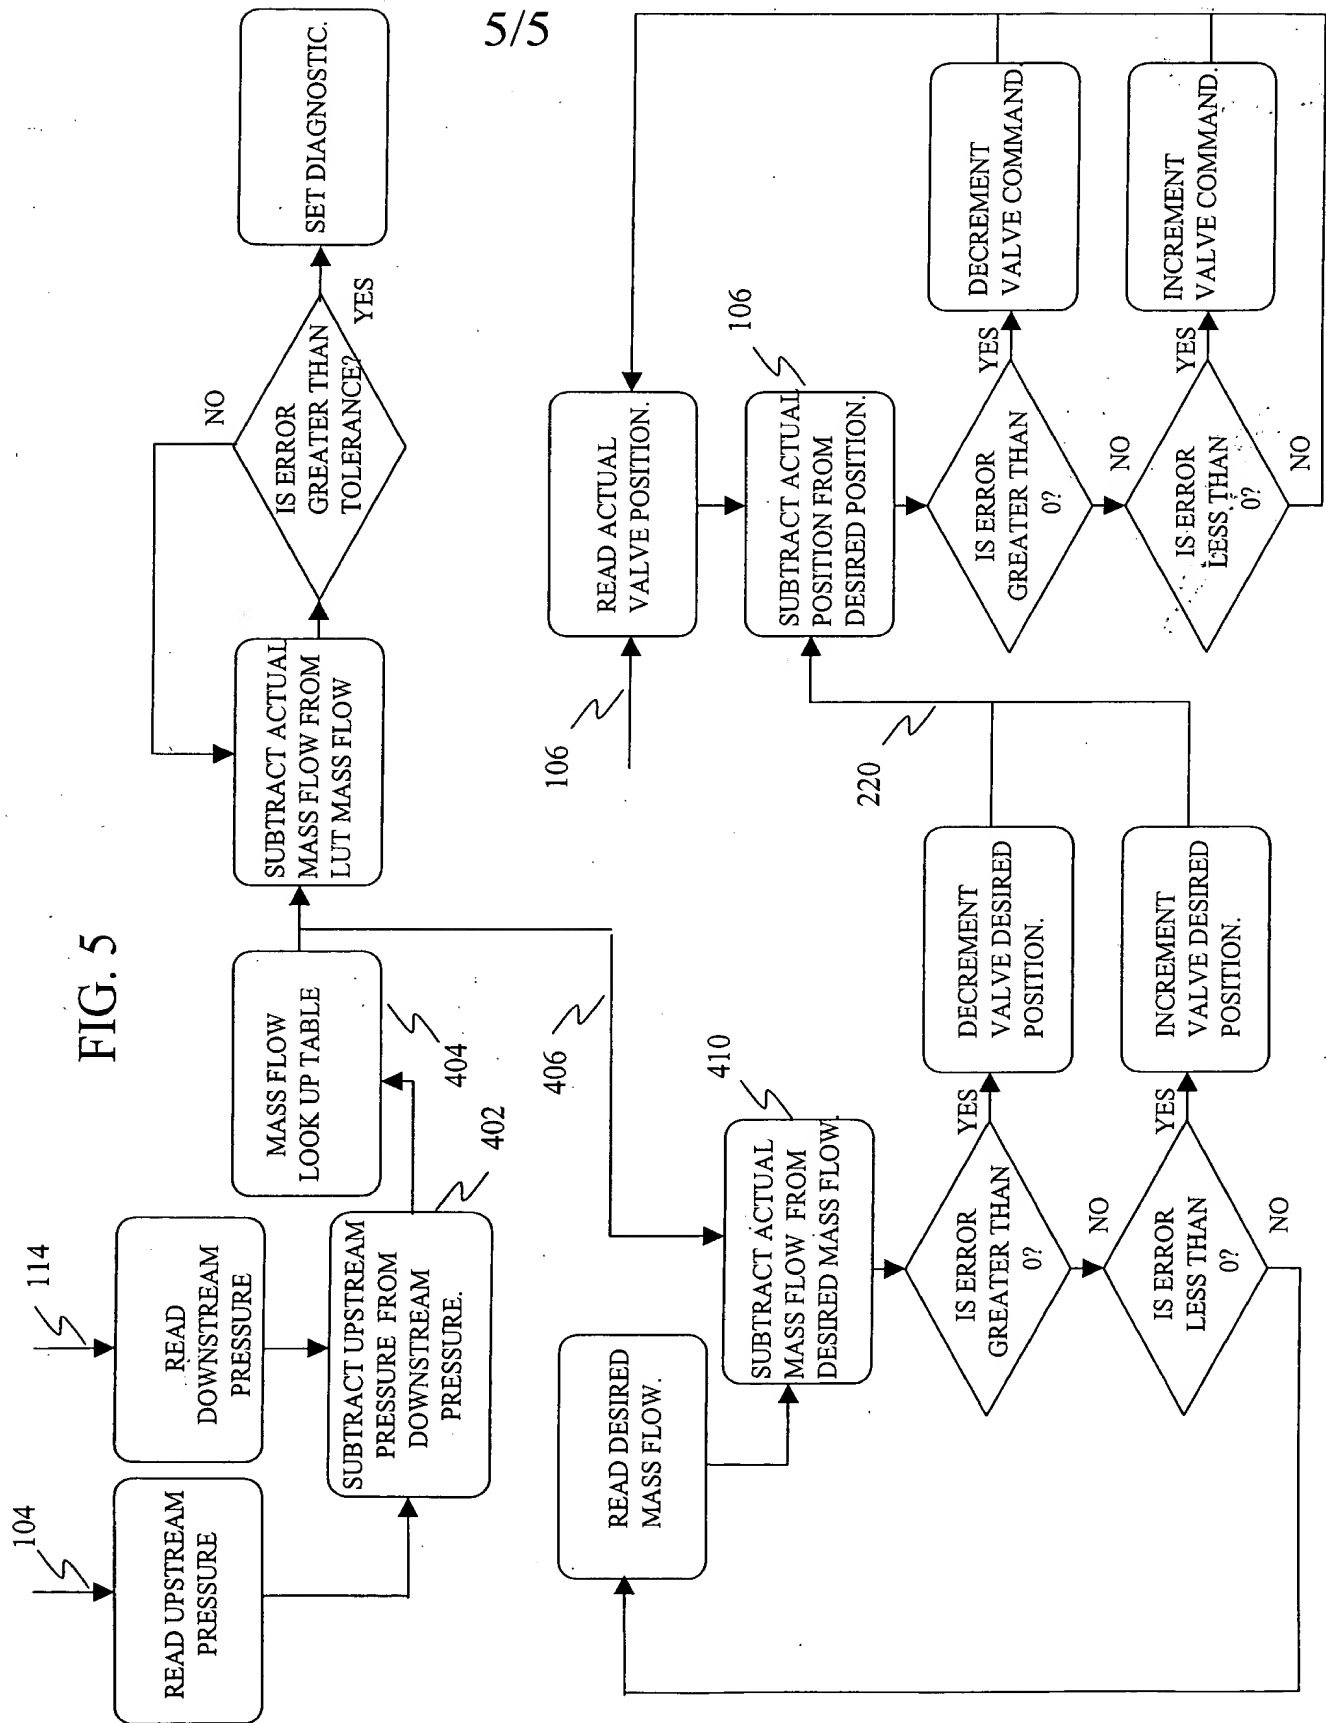 5/5
FIG. 5
104
READ UPSTREAM
PRESSURE
114
READ
DOWNSTREAM
PRESSURE
SUBTRACT UPSTREAM
PRESSURE FROM
DOWNSTREAM
PRESSURE.
402
MASS FLOW
LOOK UP TABLE
404
406
SUBTRACT ACTUAL
MASS FLOW FROM
LUT MASS FLOW
IS ERROR
GREATER THAN
TOLERANCE?
NO
YES
SET DIAGNOSTIC.
READ DESIRED
MASS FLOW.
SUBTRACT ACTUAL
MASS FLOW FROM
DESIRED MASS FLOW.
410
IS ERROR
GREATER THAN
0?
YES
DECREMENT
VALVE DESIRED
POSITION.
NO
IS ERROR
LESS THAN
0?
YES
INCREMENT
VALVE DESIRED
POSITION.
NO
220
106
READ ACTUAL
VALVE POSITION.
SUBTRACT ACTUAL
POSITION FROM
DESIRED POSITION.
106
IS ERROR
GREATER THAN
0?
YES
DECREMENT
VALVE COMMAND.
NO
IS ERROR
LESS THAN
0?
YES
INCREMENT
VALVE COMMAND.
NO